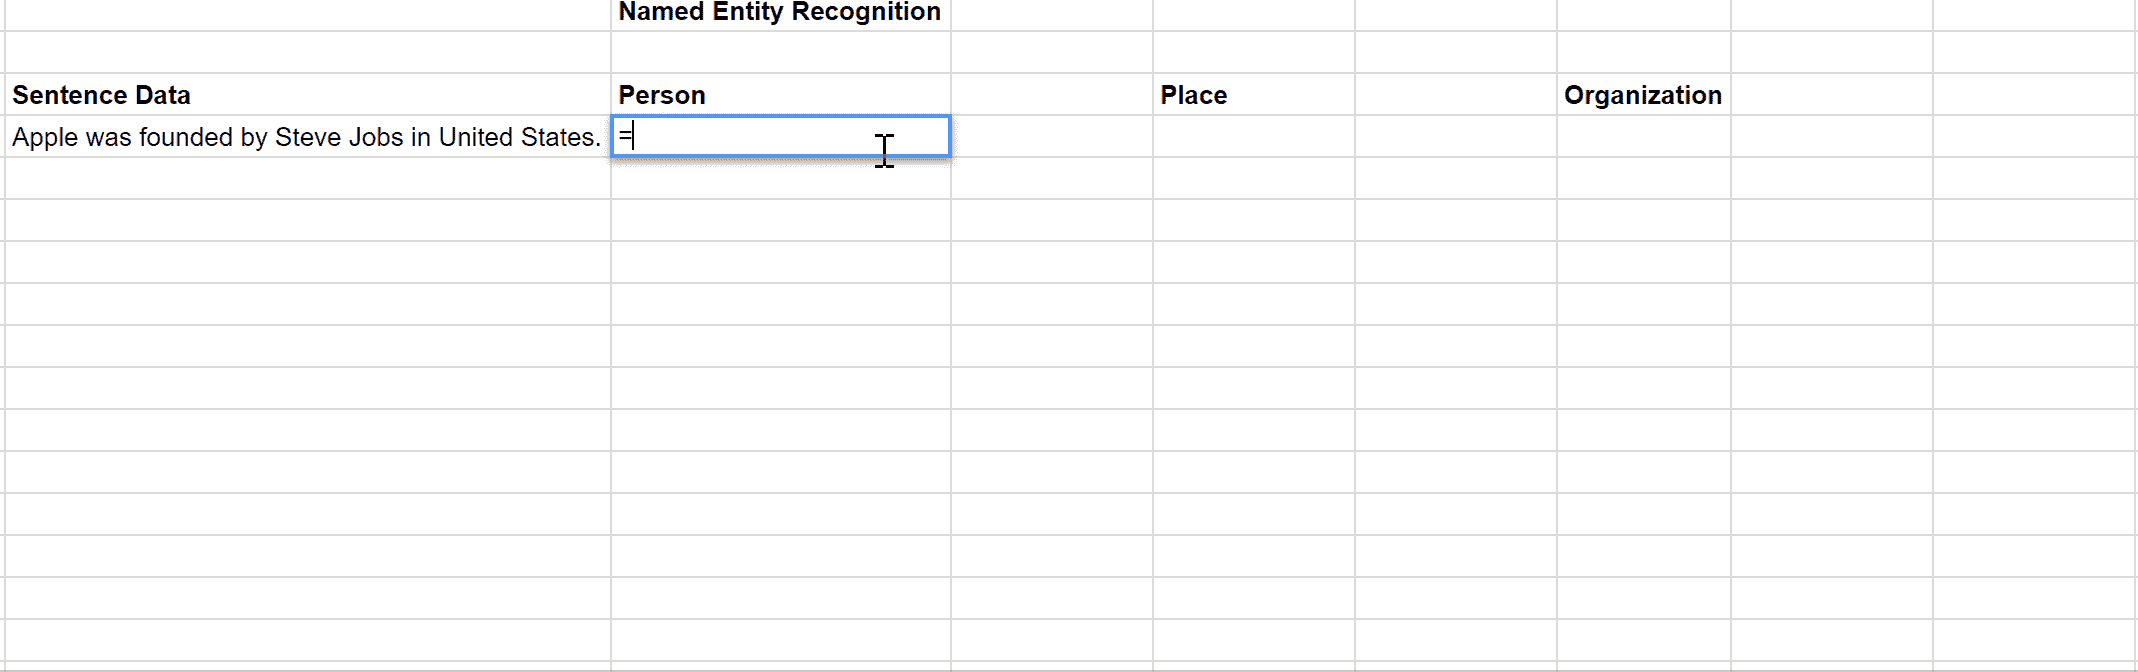 Named Entity Recognition
Sentence Data Person Place Organization
Apple was founded by Steve Jobs in United States. =